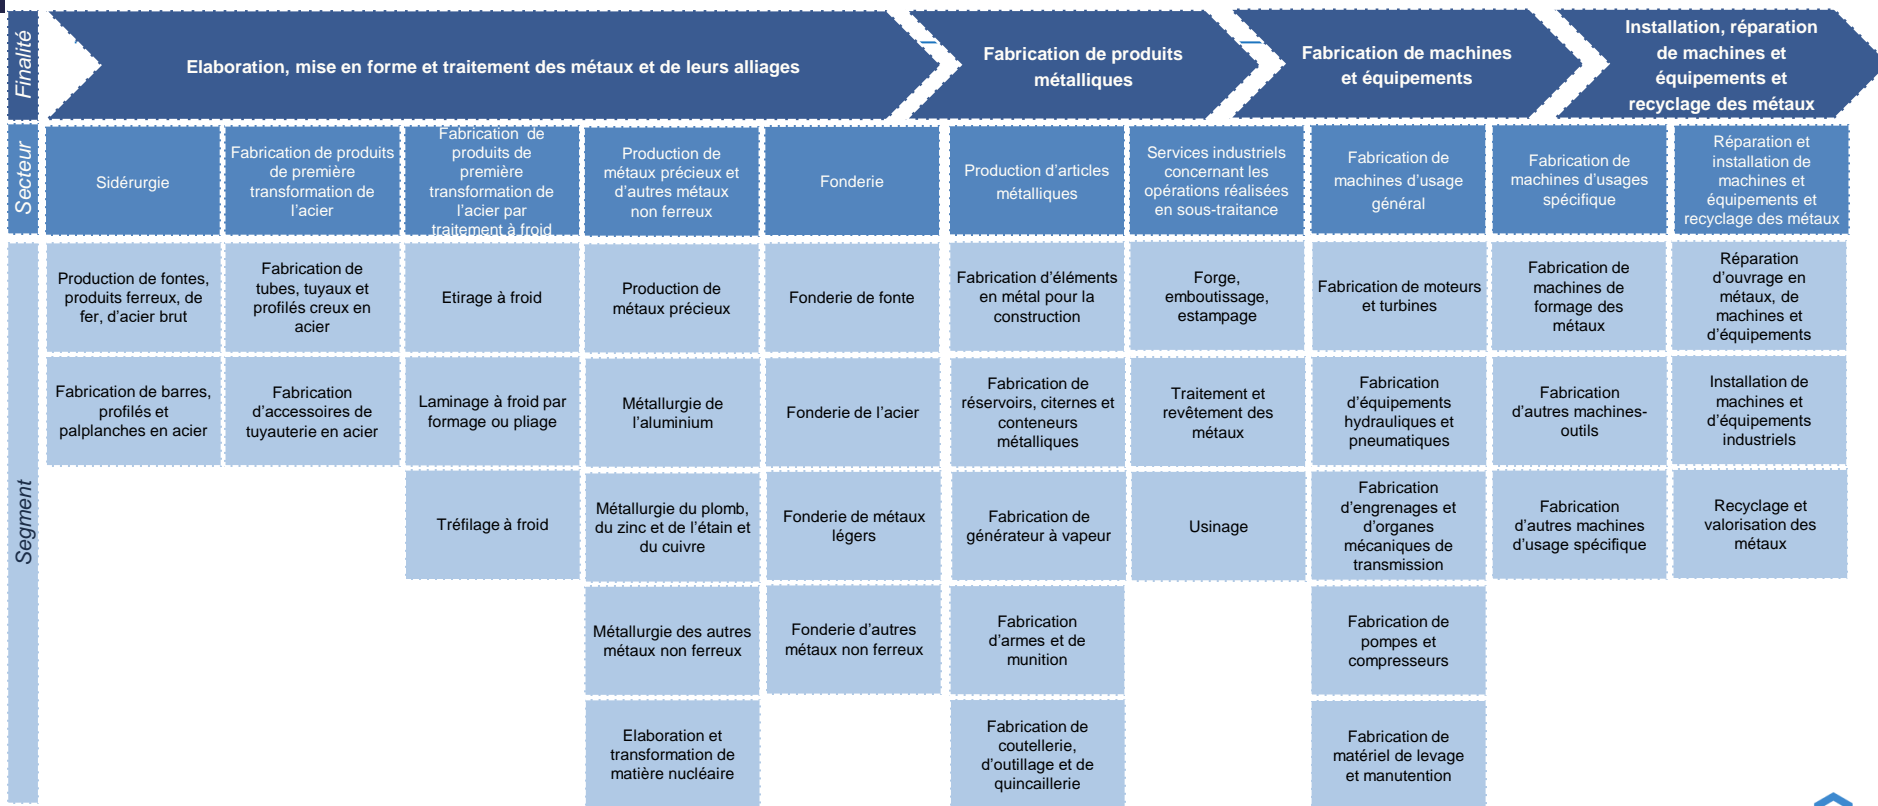 Finalité
Elaboration, mise en forme et traitement des métaux et de leurs alliages
Fabrication de produits
métalliques
Fabrication de machines
et équipements
Installation, réparation
de machines et
équipements et
recyclage des métaux
Secteur
Sidérurgie
Fabrication de produits
de première
transformation de
l’acier
Fabrication de
produits de
première
transformation de
l’acier par
traitement à froid
Production de
métaux précieux et
d’autres métaux
non ferreux
Fonderie
Production d’articles
métalliques
Services industriels
concernant les
opérations réalisées
en sous-traitance
Fabrication de
machines d’usage
général
Fabrication de
machines d’usages
spécifique
Réparation et
installation de
machines et
équipements et
recyclage des métaux
Segment
Production de fontes,
produits ferreux, de
fer, d’acier brut
Fabrication de
tubes, tuyaux et
profilés creux en
acier
Etirage à froid
Production de
métaux précieux
Fonderie de fonte
Fabrication d’éléments
en métal pour la
construction
Forge,
emboutissage,
estampage
Fabrication de moteurs
et turbines
Fabrication de
machines de
formage des
métaux
Réparation
d’ouvrage en
métaux, de
machines et
d’équipements
Fabrication de barres,
profilés et
palplanches en acier
Fabrication
d’accessoires de
tuyauterie en acier
Laminage à froid par
formage ou pliage
Métallurgie de
l’aluminium
Fonderie de l’acier
Fabrication de
réservoirs, citernes et
conteneurs
métalliques
Traitement et
revêtement des
métaux
Fabrication
d’équipements
hydrauliques et
pneumatiques
Fabrication
d’autres machines-
outils
Installation de
machines et
d’équipements
industriels
Tréfilage à froid
Métallurgie du plomb,
du zinc et de l’étain et
du cuivre
Fonderie de métaux
légers
Fabrication de
générateur à vapeur
Usinage
Fabrication
d’engrenages et
d’organes
mécaniques de
transmission
Fabrication
d’autres machines
d’usage spécifique
Recyclage et
valorisation des
métaux
Métallurgie des autres
métaux non ferreux
Fonderie d’autres
métaux non ferreux
Fabrication
d’armes et de
munition
Fabrication de
pompes et
compresseurs
Elaboration et
transformation de
matière nucléaire
Fabrication de
coutellerie,
d’outillage et de
quincaillerie
Fabrication de
matériel de levage
et manutention